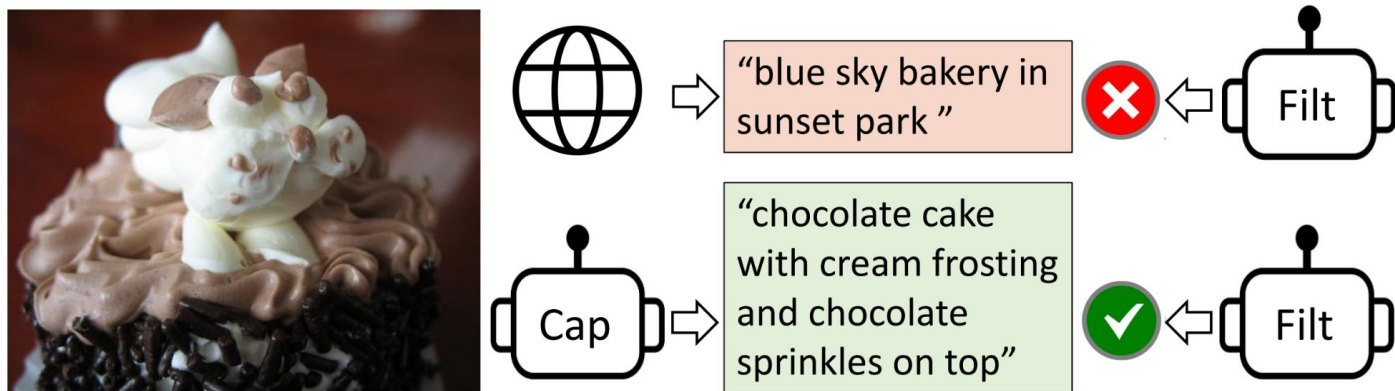 “blue sky bakery in
sunset park ”
Filt
“chocolate cake
with cream frosting
and chocolate
sprinkles on top”
Cap
Filt